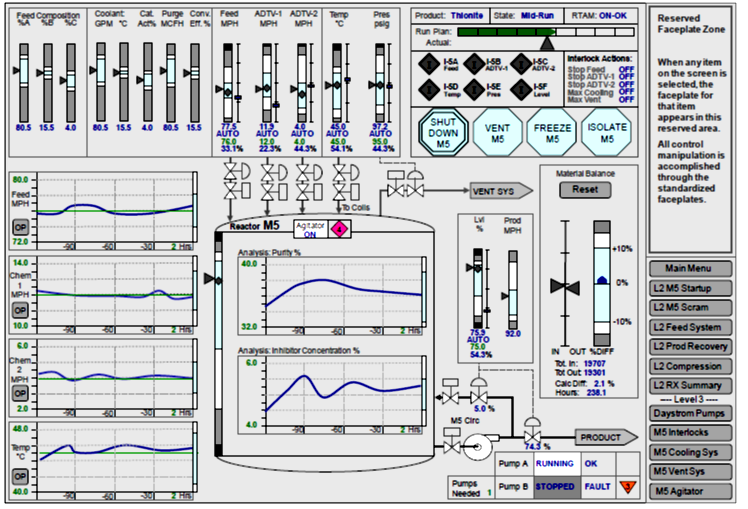 Feed Composition
%A %B %C
80.5 15.5 4.0
Coolant Cat. Purge Conv.
GPM °C Act% MCFH Eff. %
80.5 15.5 4.0 80.5 15.5
Feed ADTV-1 ADTV-2 Temp Pres
MPH MPH MPH °C psig
77.5 11.9 4.0 45.0 97.2
AUTO AUTO AUTO AUTO AUTO
76.0 12.0 4.0 45.0 95.0
33.1% 22.3% 44.3% 54.1% 44.3%
Product: Thionite State: Mid-Run RTAM: ON-OK
Run Plan:
Actual:
I-5A Feed
I-5B ADTV-1
I-5C ADTV-2
I-5D Temp
I-5E Pres
I-5F Level
Interlock Actions:
Stop Feed OFF
Stop ADTV-1 OFF
Stop ADTV-2 OFF
Max Cooling OFF
Max Vent OFF
SHUT DOWN M5
VENT M5
FREEZE M5
ISOLATE M5
Reserved
Faceplate Zone
When any item
on the screen is
selected, the
faceplate for
that item
appears in this
reserved area.
All control
manipulation is
accomplished
through the
standardized
faceplates.
80.0
Feed
MPH
OP
72.0 -90 -60 -30 2 Hrs
14.0
Chem
1
MPH
OP
10.0 -90 -60 -30 2 Hrs
6.0
Chem
2
MPH
OP
2.0 -90 -60 -30 2 Hrs
48.0
Temp
°C
OP
40.0 -90 -60 -30 2 Hrs
To Coils
VENT SYS
Reactor M5
Agitator
ON
4
Analysis: Purity %
40.0
32.0 -90 -60 -30 2 Hrs
Analysis: Inhibitor Concentration %
6.0
4.0 -90 -60 -30 2 Hrs
Lvl Prod
% MPH
75.9 92.0
AUTO
75.0
54.3%
Material Balance
Reset
+10%
0%
-10%
IN OUT %DIFF
Tot. In: 19707
Tot Out 19301
Calc Diff: 2.1 %
Hours: 238.1
5.0 %
M5 Circ
74.3 %
PRODUCT
Pump A RUNNING OK
Pumps Needed 1
Pump B STOPPED FAULT 3
Main Menu
L2 M5 Startup
L2 M5 Scram
L2 Feed System
L2 Prod Recovery
L2 Compression
L2 RX Summary
---- Level 3 ----
Daystrom Pumps
M5 Interlocks
M5 Cooling Sys
M5 Vent Sys
M5 Agitator